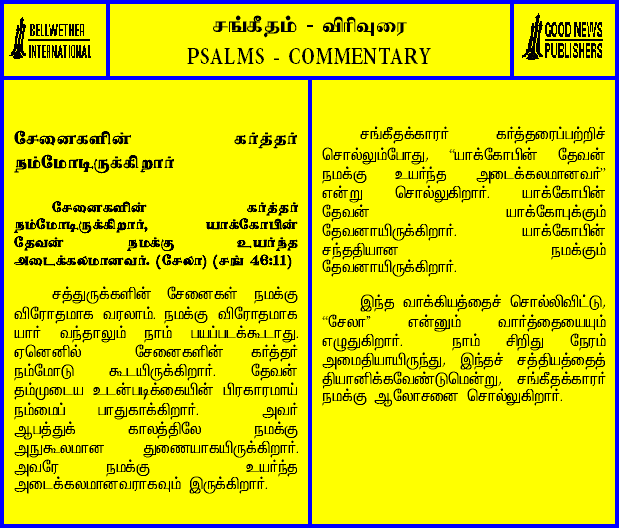 BELLWETHER
INTERNATIONAL
சங்கீதம் - விரிவுரை
PSALMS - COMMENTARY
GOOD NEWS
PUBLISHERS
சேனைகளின் கர்த்தர்
நம்மோடிருக்கிறார்
சேனைகளின் கர்த்தர்
நம்மோடிருக்கிறார், யாக்கோபின்
தேவன் நமக்கு உயர்ந்த
அடைக்கலமானவர். (சேலா) (சங் 46:11)
சத்துருக்களின் சேனைகள் நமக்கு
விரோதமாக வரலாம். நமக்கு விரோதமாக
யார் வந்தாலும் நாம் பயப்படக்கூடாது.
ஏனெனில் சேனைகளின் கர்த்தர்
நம்மோடு கூடயிருக்கிறார். தேவன்
தம்முடைய உடன்படிக்கையின் பிரகாரமாய்
நம்மைப் பாதுகாக்கிறார். அவர்
ஆபத்துக் காலத்திலே நமக்கு
அநுகூலமான துணையாகயிருக்கிறார்.
அவரே நமக்கு உயர்ந்த
அடைக்கலமானவராகவும் இருக்கிறார்.
சங்கீதக்காரர் கர்த்தரைப்பற்றிச்
சொல்லும்போது, “யாக்கோபின் தேவன்
நமக்கு உயர்ந்த அடைக்கலமானவர்”
என்று சொல்லுகிறார். யாக்கோபின்
தேவன் யாக்கோபுக்கும்
தேவனாயிருக்கிறார். யாக்கோபின்
சந்ததியான நமக்கும்
தேவனாயிருக்கிறார்.
இந்த வாக்கியத்தைச் சொல்லிவிட்டு,
“சேலா” என்னும் வார்த்தையையும்
எழுதுகிறார். நாம் சிறிது நேரம்
அமைதியாயிருந்து, இந்தச் சத்தியத்தைத்
தியானிக்கவேண்டுமென்று, சங்கீதக்காரர்
நமக்கு ஆலோசனை சொல்லுகிறார்.